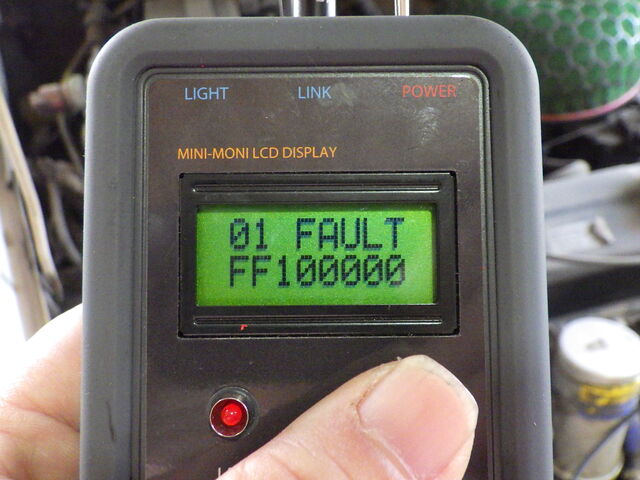 LIGHT LINK POWER
MINI-MONI LCD DISPLAY
01 FAULT
FF100000